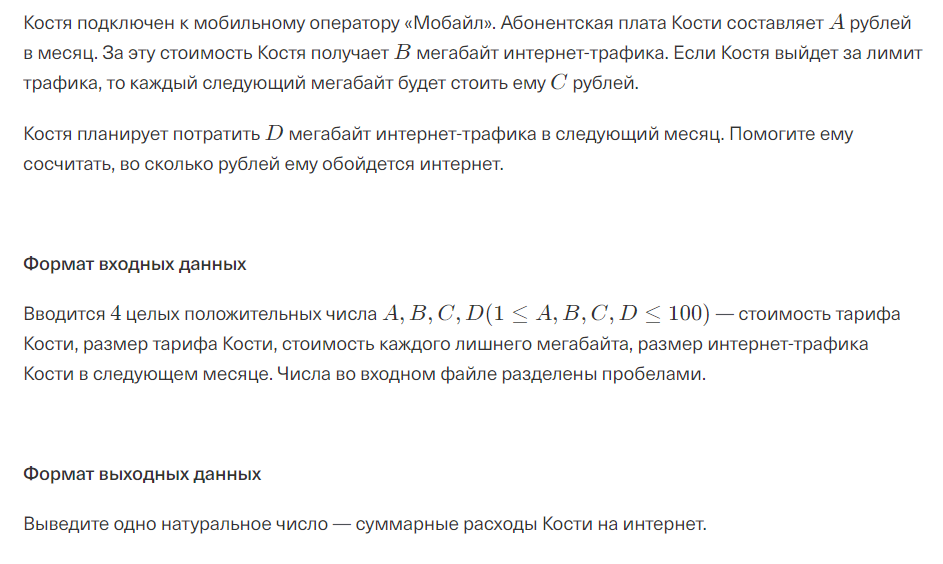 Костя подключен к мобильному оператору «Мобайл». Абонентская плата Кости составляет A рублей
в месяц. За эту стоимость Костя получает B мегабайт интернет-трафика. Если Костя выйдет за лимит
трафика, то каждый следующий мегабайт будет стоить ему C рублей.
Костя планирует потратить D мегабайт интернет-трафика в следующий месяц. Помогите ему
сосчитать, во сколько рублей ему обойдется интернет.
Формат входных данных
Вводится 4 целых положительных числа A, B, C, D(1 ≤ A, B, C, D ≤ 100) — стоимость тарифа
Кости, размер тарифа Кости, стоимость каждого лишнего мегабайта, размер интернет-трафика
Кости в следующем месяце. Числа во входном файле разделены пробелами.
Формат выходных данных
Выведите одно натуральное число — суммарные расходы Кости на интернет.